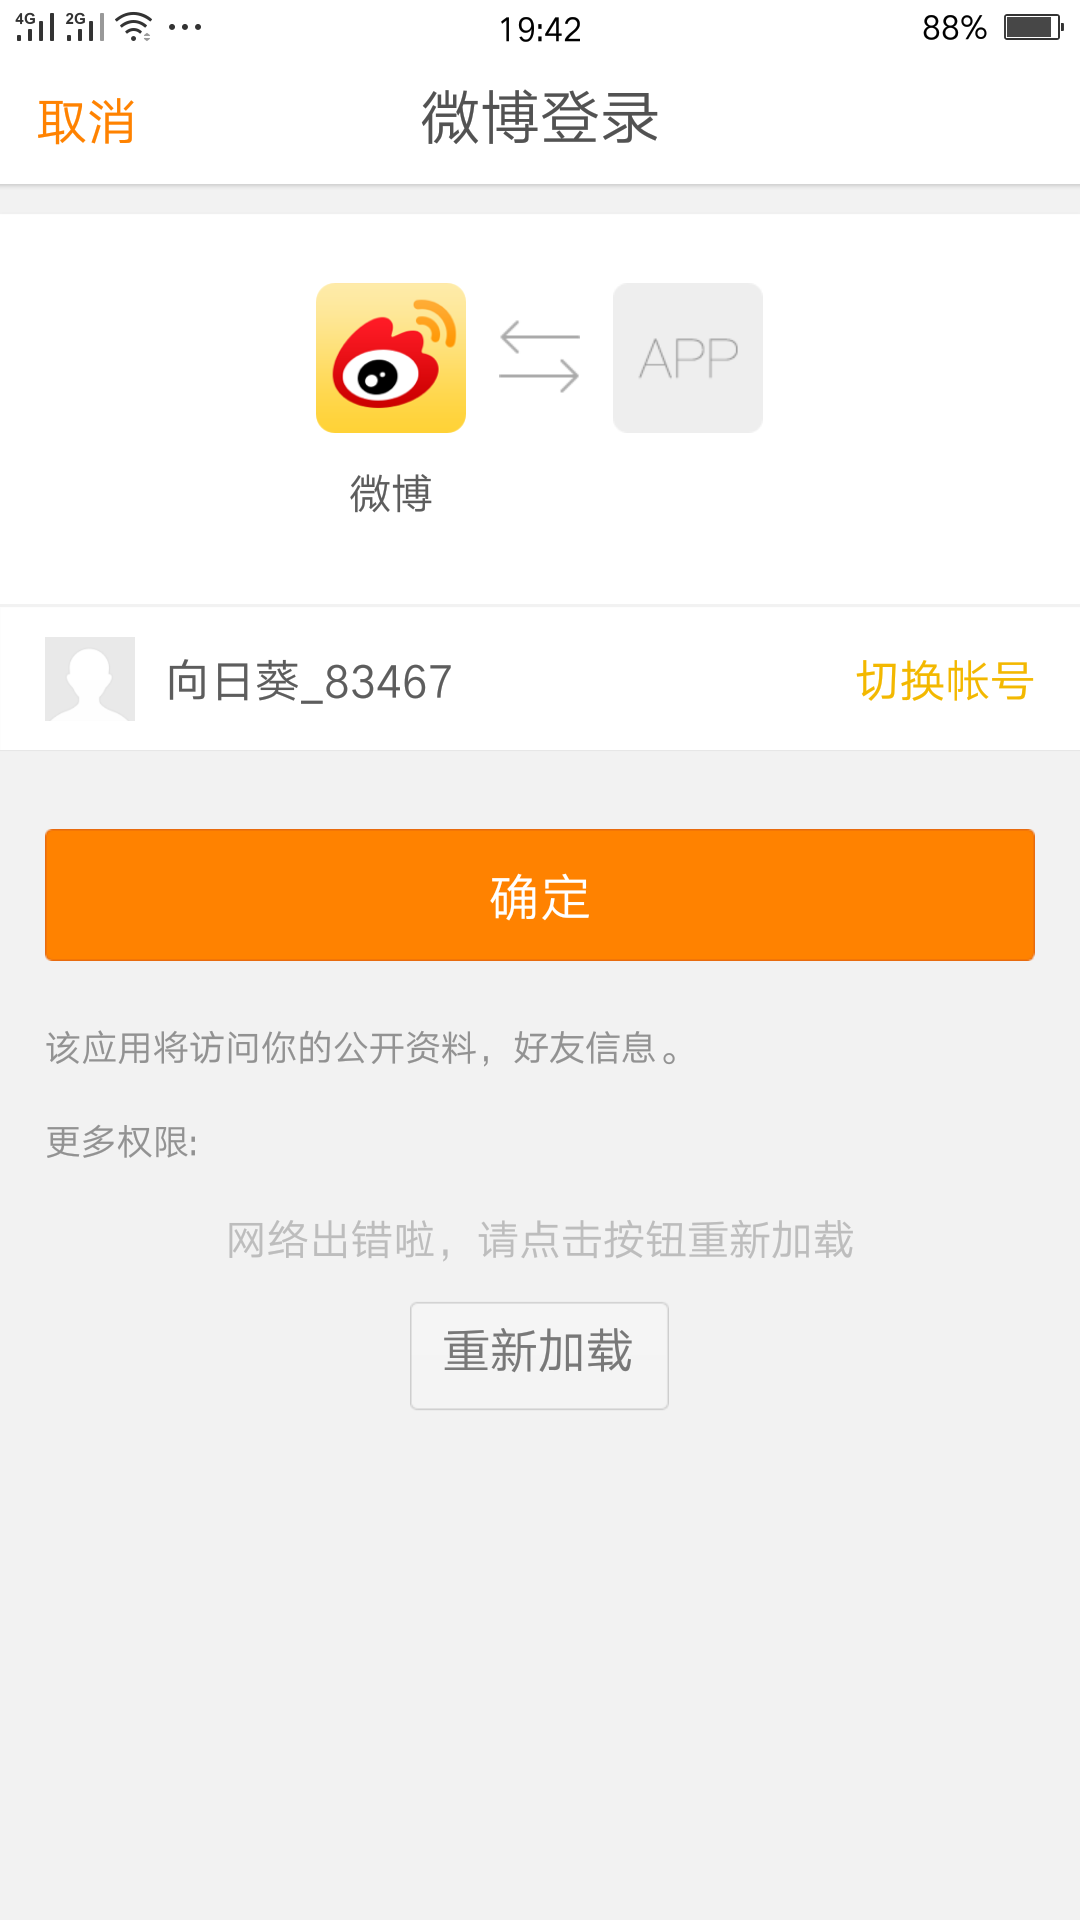 4G 2G 19:42 88%
取消 微博登录
APP
微博
向日葵_83467 切换帐号
确定
该应用将访问你的公开资料，好友信息。
更多权限:
网络出错啦，请点击按钮重新加载
重新加载